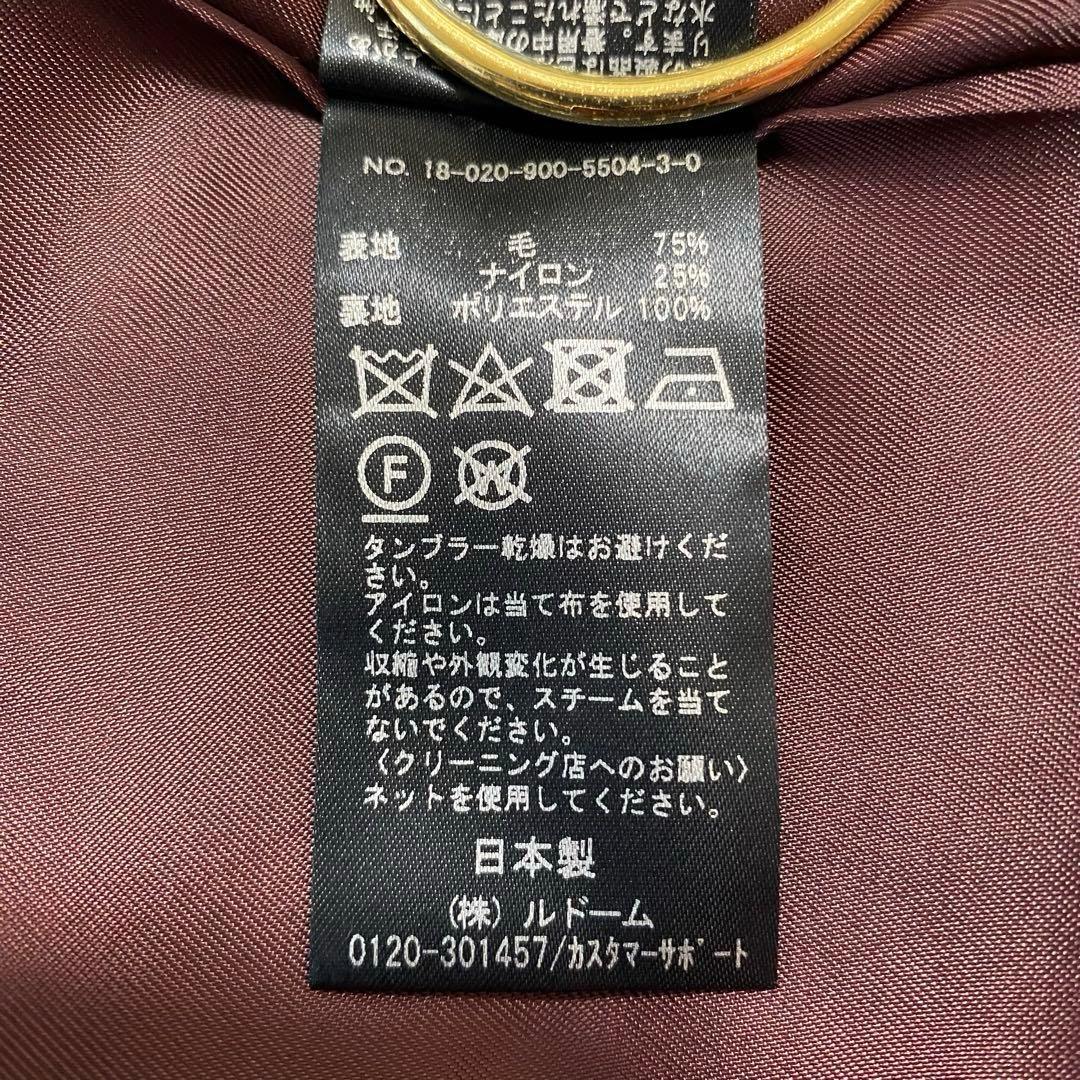 NO. 18-020-900-5504-3-0
表地 毛 75%
ナイロン 25%
裏地 ポリエステル 100%
F
W
タンブラー乾燥はお避けくだ
さい。
アイロンは当て布を使用して
ください。
収縮や外観変化が生じること
があるので、スチームを当て
ないでください。
〈クリーニング店へのお願い〉
ネットを使用してください。
日本製
(株) ルドーム
0120-301457/カスタマーサポート